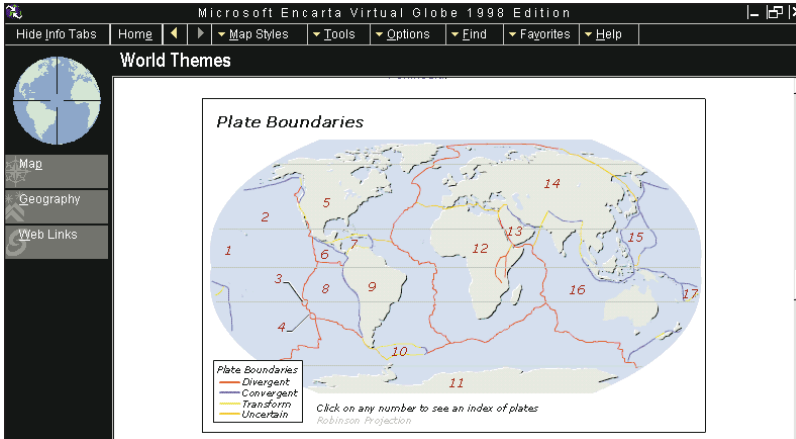 Microsoft Encarta Virtual Globe 1998 Edition
Hide Info Tabs Home Map Styles Tools Options Find Favorites Help
World Themes
Map
Geography
Web Links
Plate Boundaries
14
5
2
15
13
7
1
12
6
3
8
9
16
17
4
10
11
Plate Boundaries
Divergent
Convergent
Transform
Uncertain
Click on any number to see an index of plates
Robinson Projection